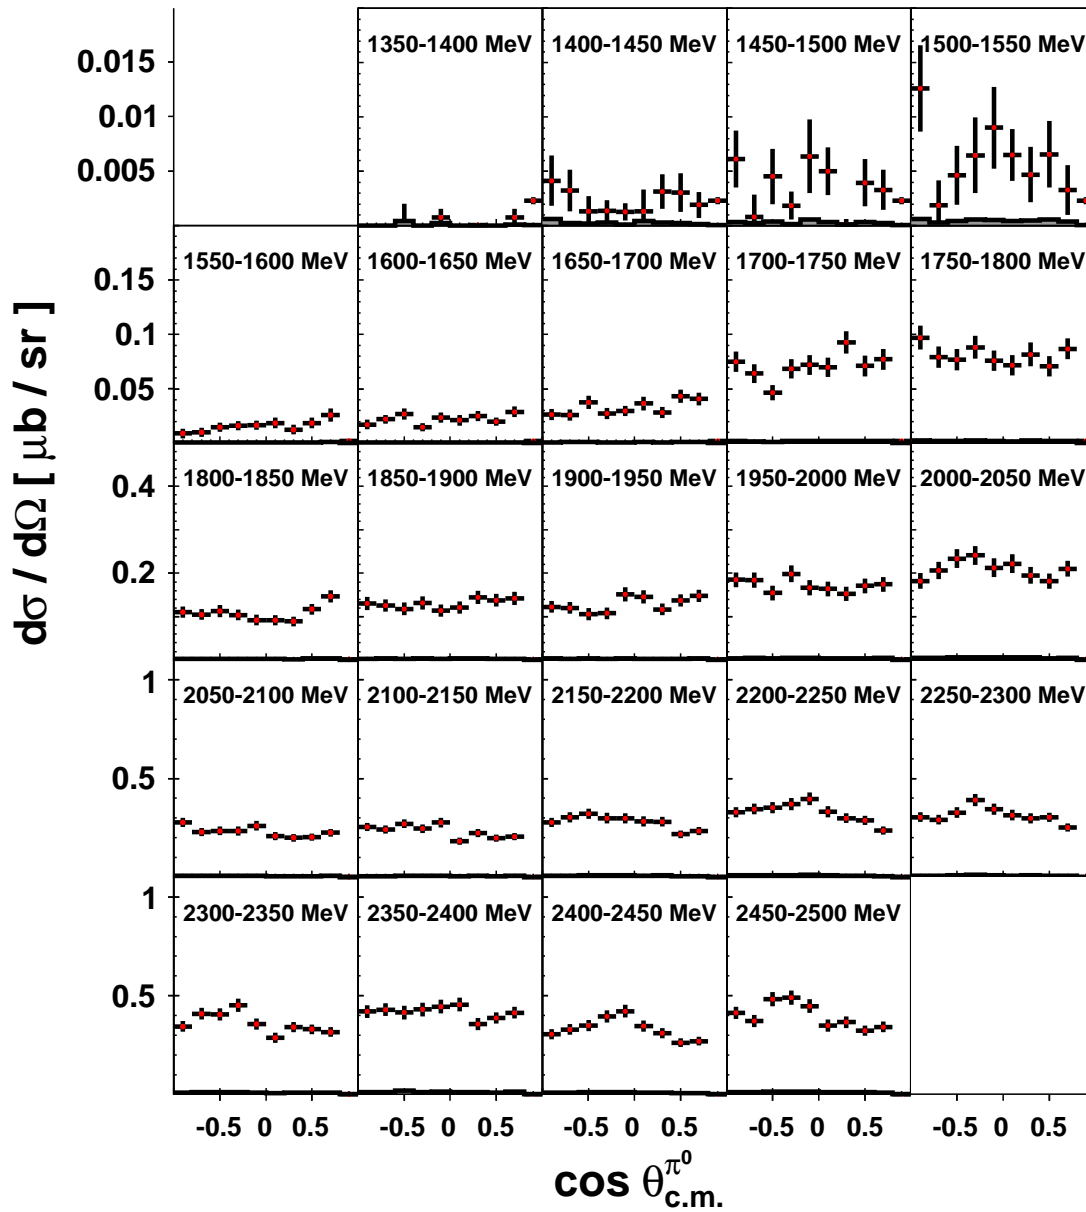 1350-1400 MeV 1400-1450 MeV 1450-1500 MeV 1500-1550 MeV
0.015
0.01
0.005
1550-1600 MeV 1600-1650 MeV 1650-1700 MeV 1700-1750 MeV 1750-1800 MeV
0.15
0.1
0.05
1800-1850 MeV 1850-1900 MeV 1900-1950 MeV 1950-2000 MeV 2000-2050 MeV
0.4
0.2
2050-2100 MeV 2100-2150 MeV 2150-2200 MeV 2200-2250 MeV 2250-2300 MeV
1
0.5
2300-2350 MeV 2350-2400 MeV 2400-2450 MeV 2450-2500 MeV
1
0.5
-0.5 0 0.5 -0.5 0 0.5 -0.5 0 0.5 -0.5 0 0.5 -0.5 0 0.5
dσ / dΩ [ μb / sr ]
cos θ^{π^0}_{c.m.}